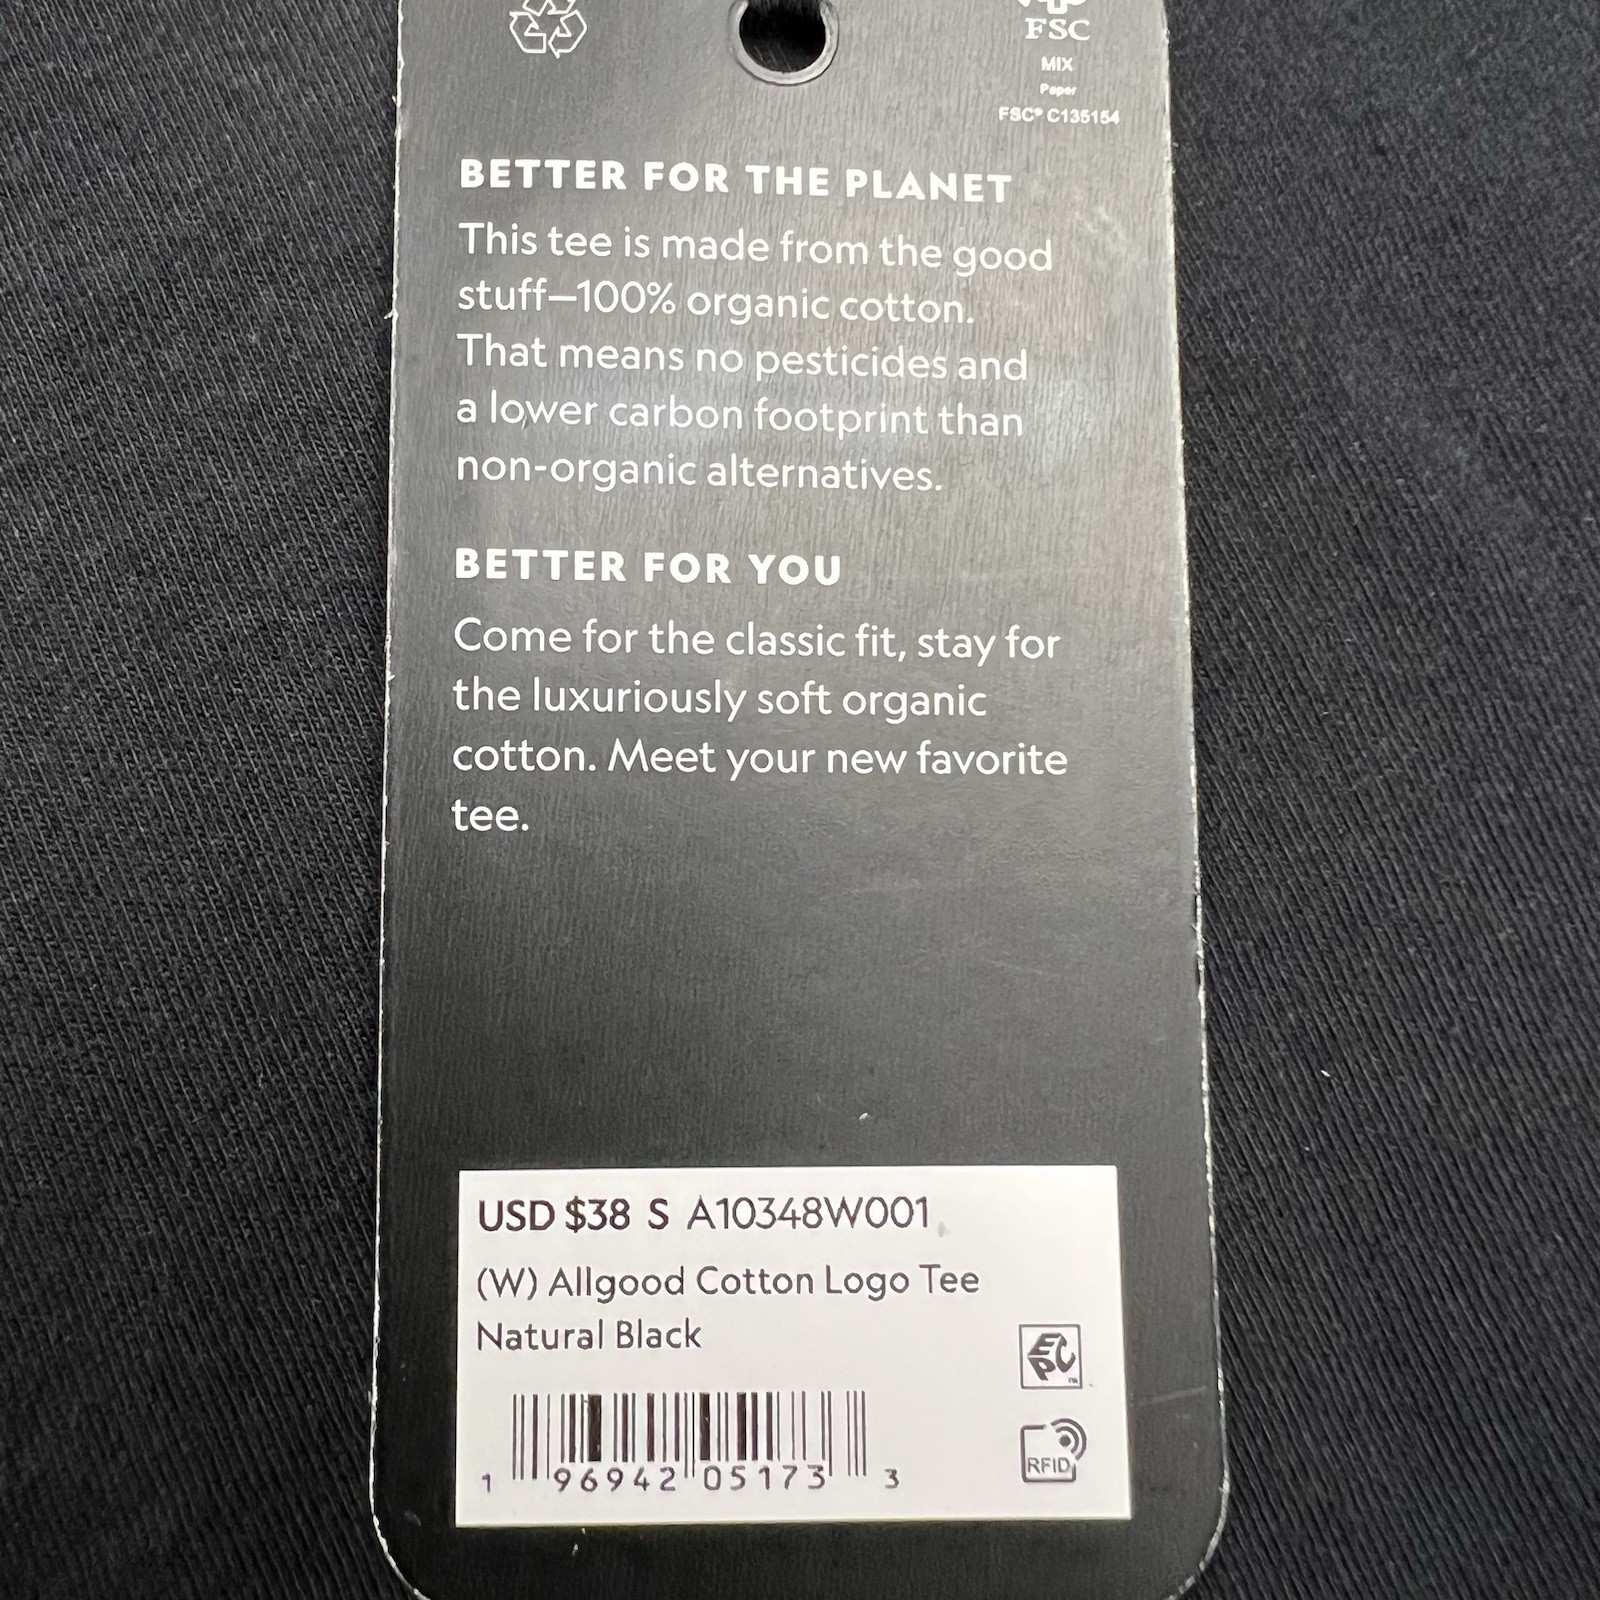 FSC
MIX
Paper
FSC® C135154
BETTER FOR THE PLANET
This tee is made from the good
stuff—100% organic cotton.
That means no pesticides and
a lower carbon footprint than
non-organic alternatives.
BETTER FOR YOU
Come for the classic fit, stay for
the luxuriously soft organic
cotton. Meet your new favorite
tee.
USD $38 S A10348W001
(W) Allgood Cotton Logo Tee
Natural Black
EPC
RFID
1 96942 05173 3